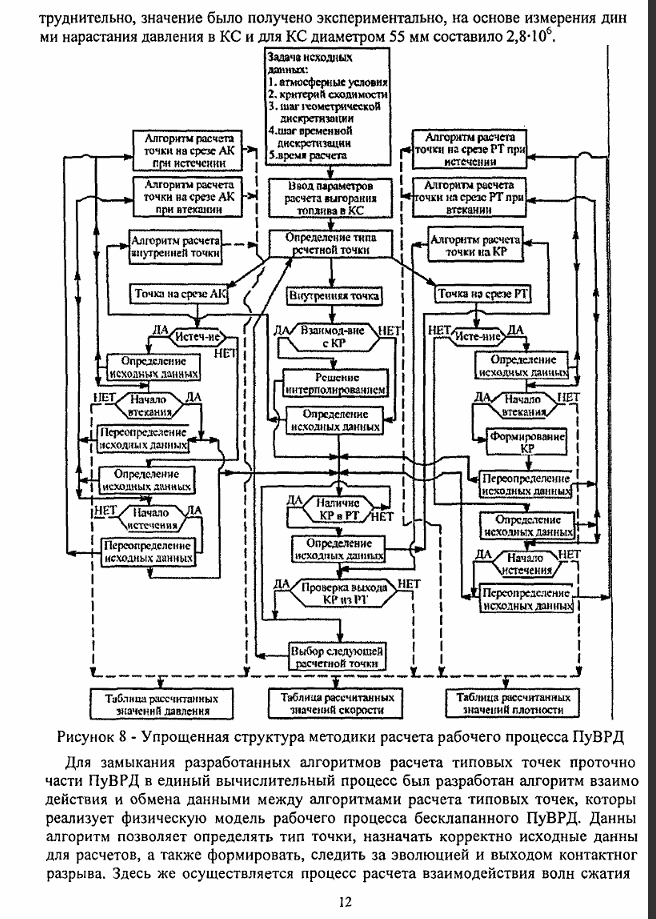 труднительно, значение было получено экспериментально, на основе измерения дин
ми нарастания давления в КС и для КС диаметром 55 мм составило 2,8·10⁶.
Задача исходных
данных:
1. атмосферные условия
2. критерий сходимости
3. шаг геометрической
дискретизации
4.шаг временной
дискретизации
5.время расчета
Алгоритм расчета
точки на срезе АК
при истечении
Алгоритм расчета
точки на срезе РТ при
истечении
Алгоритм расчета
точки на срезе АК
при втекании
Ввод параметров
расчета выгорания
топлива в КС
Алгоритм расчета
точки на срезе РТ при
втекании
Алгоритм расчета
внутренней точки
Определение типа
рсчетной точки
Алгоритм расчета
точки на КР
Точка на срезе АК
Внутренняя точка
Точка на срезе РТ
ДА
Истеч-ие
НЕТ
ДА
Взаимод-вие
с КР
НЕТ
НЕТ
Исте-ние
ДА
Определение
исходных данных
Решение
интерполированием
Определение
исходных данных
НЕТ
Начало
втекания
ДА
Определение
исходных данных
ДА
Начало
втекания
НЕТ
Переопределение
исходных данных
Формирование
КР
Определение
исходных данных
Переопределение
исходных данных
НЕТ
Начало
истечения
ДА
ДА
Наличие
КР в РТ
НЕТ
Определение
исходных данных
Переопределение
исходных данных
Определение
исходных данных
ДА
Начало
истечения
НЕТ
ДА
Проверка выхода
КР из РТ
НЕТ
Переопределение
исходных данных
Выбор следующей
расчетной точки
Таблица рассчитанных
значений давления
Таблица рассчитанных
значений скорости
Таблица рассчитанных
значений плотности
Рисунок 8 - Упрощенная структура методики расчета рабочего процесса ПуВРД
Для замыкания разработанных алгоритмов расчета типовых точек проточно
части ПуВРД в единый вычислительный процесс был разработан алгоритм взаимо
действия и обмена данными между алгоритмами расчета типовых точек, которы
реализует физическую модель рабочего процесса бесклапанного ПуВРД. Данны
алгоритм позволяет определять тип точки, назначать корректно исходные данны
для расчетов, а также формировать, следить за эволюцией и выходом контактног
разрыва. Здесь же осуществляется процесс расчета взаимодействия волн сжатия
12